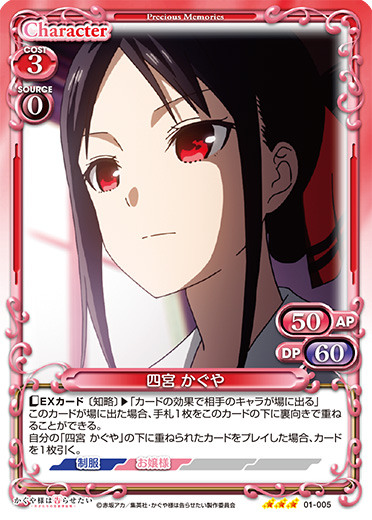 Precious Memories
Character
COST
3
SOURCE
0
50 AP
DP 60
四宮 かぐや
EXカード〔知略〕▶「カードの効果で相手のキャラが場に出る」
このカードが場に出た場合、手札1枚をこのカードの下に裏向きで重ね
ることができる。
自分の「四宮 かぐや」の下に重ねられたカードをプレイした場合、カード
を1枚引く。
制服 お嬢様
かぐや様は告らせたい
©赤坂アカ／集英社・かぐや様は告らせたい製作委員会
01-005